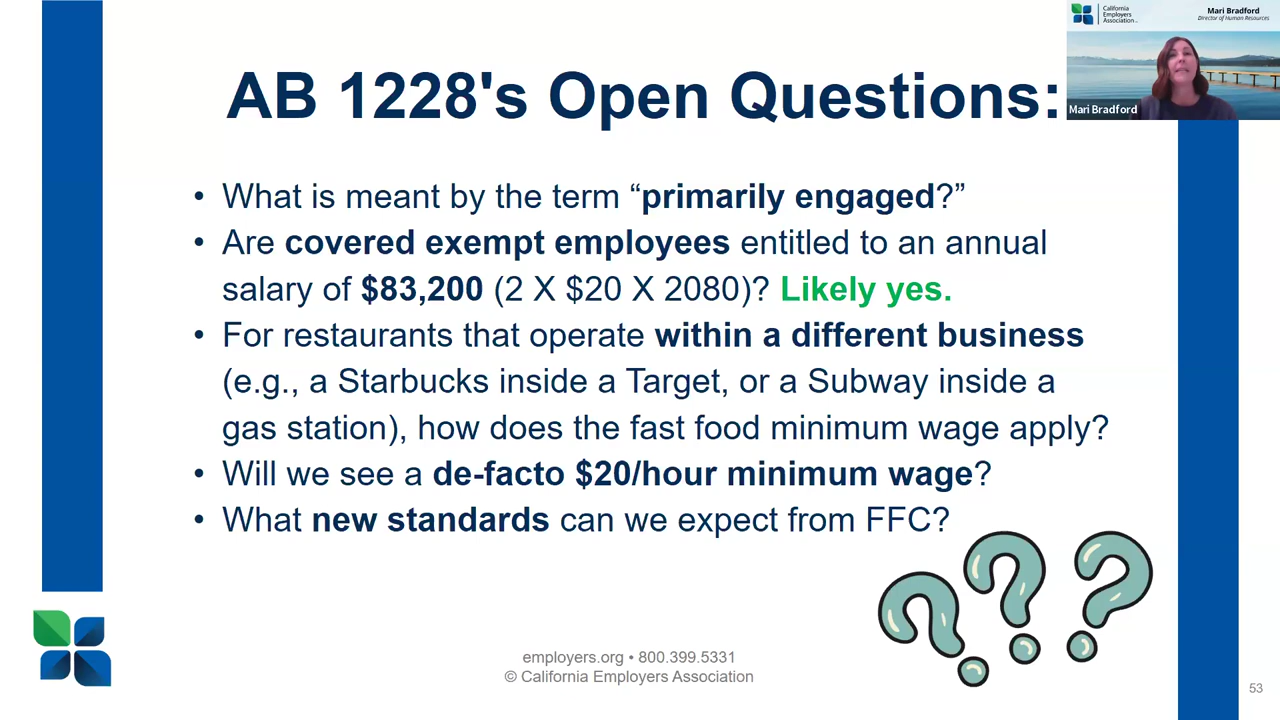 California
Employers
Association
Mari Bradford
Director of Human Resources
Mari Bradford
AB 1228's Open Questions:
• What is meant by the term “primarily engaged?”
• Are covered exempt employees entitled to an annual
salary of $83,200 (2 X $20 X 2080)? Likely yes.
• For restaurants that operate within a different business
(e.g., a Starbucks inside a Target, or a Subway inside a
gas station), how does the fast food minimum wage apply?
• Will we see a de-facto $20/hour minimum wage?
• What new standards can we expect from FFC?
employers.org • 800.399.5331
© California Employers Association
53